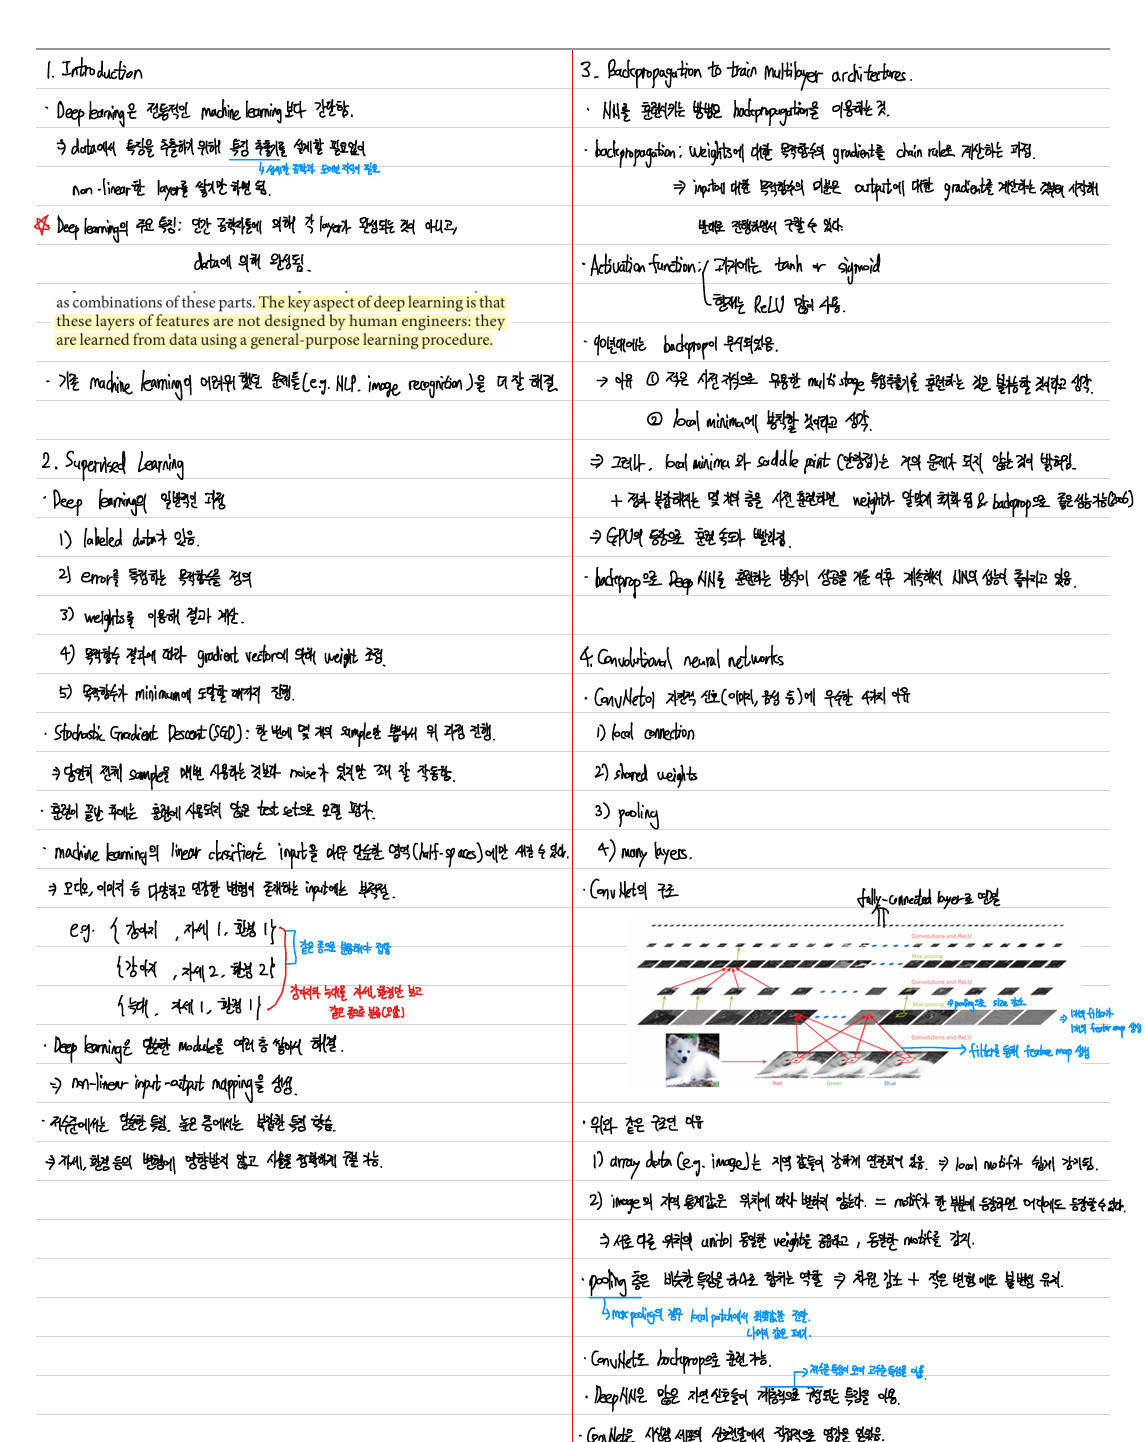 1. Introduction
· Deep learning은 전통적인 machine learning보다 간단함.
⇒ data에서 특징을 추출하기 위해 특징 추출기를 설계할 필요없이
↳ 섬세한 공학과 도메인 지식이 필요
non-linear한 layer를 쌓기만 하면 됨.
☆ Deep learning의 주요 특징: 인간 공학자들에 의해 각 layer가 완성되는 것이 아니고,
data에 의해 완성됨.
as combinations of these parts. The key aspect of deep learning is that
these layers of features are not designed by human engineers: they
are learned from data using a general-purpose learning procedure.
- 기존 machine learning이 어려워 했던 문제들(e.g. NLP. image recognition)을 더 잘 해결.
2. Supervised Learning
· Deep learning의 일반적인 과정
1) labeled data가 있음.
2) error를 측정하는 목적함수를 정의
3) weights를 이용해 결과 계산.
4) 목적함수 결과에 따라 gradient vector에 의해 weight 조정.
5) 목적함수가 minimum에 도달할 때까지 진행.
· Stochastic Gradient Descent(SGD): 한 번에 몇 개의 sample만 뽑아서 위 과정 진행.
⇒ 당연히 전체 sample을 매번 사용하는 것보다 noise가 있지만 꽤 잘 작동함.
· 훈련이 끝난 후에는 훈련에 사용되지 않은 test set으로 모델 평가.
· machine learning의 linear classifier는 input을 매우 단순한 영역(half-spaces)에만 새길 수 있다.
⇒ 오디오, 이미지 등 다양하고 민감한 변형이 존재하는 input에는 부적절.
e.g. {강아지, 자세 1, 환경 1}
같은 종으로 분류해야 정답
{강아지, 자세 2, 환경 2}
{늑대, 자세 1, 환경 1}
강아지와 늑대를 자세, 환경만 보고
같은 종으로 분류(오류)
· Deep learning은 단순한 module을 여러 층 쌓아서 해결.
⇒ non-linear input-output mapping을 생성.
· 저수준에서는 단순한 특징, 높은 층에서는 복잡한 특징 학습.
⇒ 자세, 환경 등의 변형에 영향받지 않고 사물을 정확하게 구분 가능.
3. Backpropagation to train multilayer architectures.
· NN을 훈련시키는 방법은 backpropagation을 이용하는 것.
· backpropagation: weights에 대한 목적함수의 gradient를 chain rule로 계산하는 과정.
⇒ input에 대한 목적함수의 미분은 output에 대한 gradient를 계산하는 것부터 시작해
반대로 진행하면서 구할 수 있다.
· Activation function: 과거에는 tanh or sigmoid
현재는 ReLU 많이 사용.
· 90년대에는 backprop이 무시되었음.
→ 이유 ① 적은 사전 지식으로 유용한 multi stage 특징추출기를 훈련하는 것은 불가능할 것이라고 생각.
② local minima에 봉착할 것이라고 생각.
⇒ 그러나, local minima와 saddle point (안장점)는 거의 문제가 되지 않는 것이 밝혀짐.
+ 점차 복잡해지는 몇 개의 층을 사전 훈련하면 weight가 알맞게 초기화 됨 & backprop으로 좋은 성능 가능(2006)
⇒ GPU의 등장으로 훈련 속도가 빨라짐.
· backprop으로 Deep NN을 훈련하는 방식이 성공을 거둔 이후 계속해서 NN의 성능이 좋아지고 있음.
4. Convolutional neural networks
· ConvNet이 자연적 신호(이미지, 음성 등)에 우수한 4가지 이유
1) local connection
2) shared weights
3) pooling
4) many layers.
· ConvNet의 구조
fully-connected layer로 연결
Convolutions and ReLU
Max pooling
Convolutions and ReLU
Max pooling
⇒ pooling으로 size 감소
⇒ 1개의 filter가
1개의 feature map 생성
Convolutions and ReLU
→ filter를 통해 feature map 생성
Red Green Blue
· 위와 같은 구조인 이유
1) array data (e.g. image)는 지역 값들이 강하게 연관되어 있음. ⇒ local motif가 쉽게 감지됨.
2) image의 지역 통계값은 위치에 따라 변하지 않는다. = motif가 한 부분에 등장하면 어디에도 등장할 수 있다.
⇒ 서로 다른 위치의 unit이 동일한 weight를 공유하고, 동일한 motif를 감지.
· pooling 층은 비슷한 특징을 하나로 합치는 역할 ⇒ 차원 감소 + 작은 변형에도 불변성 유지.
↳ max pooling의 경우 local patch에서 최댓값만 전달.
나머지 값은 폐기.
· ConvNet도 backprop으로 훈련 가능.
→ 저수준 특징이 모여 고수준 특징을 이룸.
· Deep NN은 많은 자연 신호들이 계층적으로 구성되는 특징을 이용.
· ConvNet은 시신경 세포의 신호전달에서 직접적으로 영감을 얻었음.